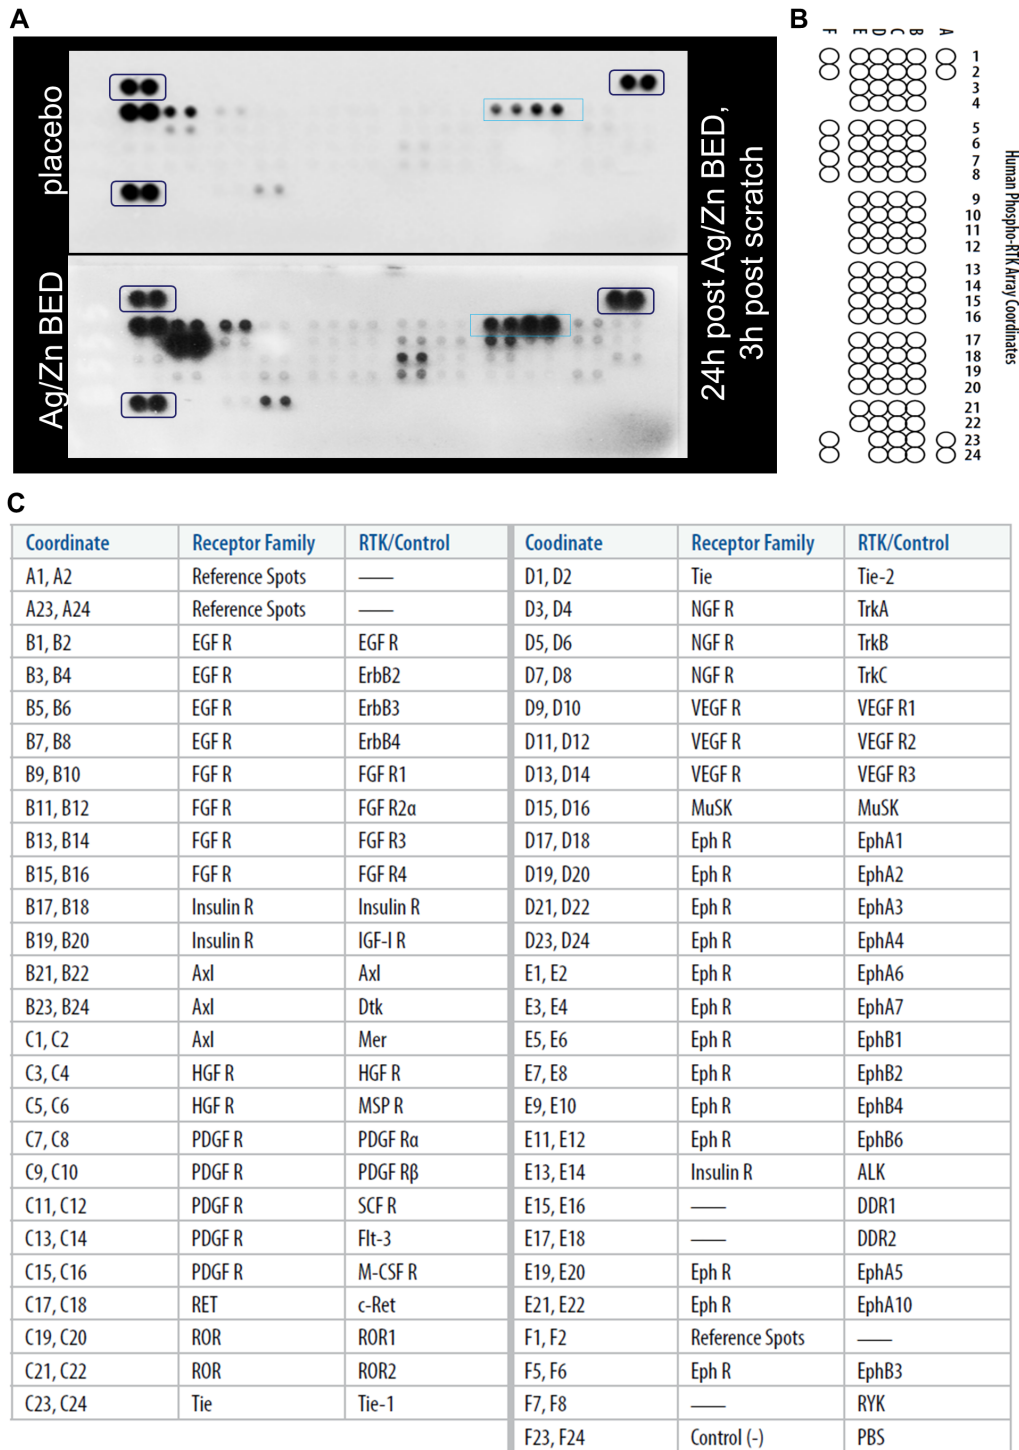 A
placebo
Ag/Zn BED
24h post Ag/Zn BED,
3h post scratch
B
F E D C B A
1
2
3
4
5
6
7
8
9
10
11
12
13
14
15
16
17
18
19
20
21
22
23
24
Human Phospho-RTK Array Coordinates
C
Coordinate Receptor Family RTK/Control Coodinate Receptor Family RTK/Control
A1, A2 Reference Spots —— D1, D2 Tie Tie-2
A23, A24 Reference Spots —— D3, D4 NGF R TrkA
B1, B2 EGF R EGF R D5, D6 NGF R TrkB
B3, B4 EGF R ErbB2 D7, D8 NGF R TrkC
B5, B6 EGF R ErbB3 D9, D10 VEGF R VEGF R1
B7, B8 EGF R ErbB4 D11, D12 VEGF R VEGF R2
B9, B10 FGF R FGF R1 D13, D14 VEGF R VEGF R3
B11, B12 FGF R FGF R2α D15, D16 MuSK MuSK
B13, B14 FGF R FGF R3 D17, D18 Eph R EphA1
B15, B16 FGF R FGF R4 D19, D20 Eph R EphA2
B17, B18 Insulin R Insulin R D21, D22 Eph R EphA3
B19, B20 Insulin R IGF-I R D23, D24 Eph R EphA4
B21, B22 Axl Axl E1, E2 Eph R EphA6
B23, B24 Axl Dtk E3, E4 Eph R EphA7
C1, C2 Axl Mer E5, E6 Eph R EphB1
C3, C4 HGF R HGF R E7, E8 Eph R EphB2
C5, C6 HGF R MSP R E9, E10 Eph R EphB4
C7, C8 PDGF R PDGF Rα E11, E12 Eph R EphB6
C9, C10 PDGF R PDGF Rβ E13, E14 Insulin R ALK
C11, C12 PDGF R SCF R E15, E16 —— DDR1
C13, C14 PDGF R Flt-3 E17, E18 —— DDR2
C15, C16 PDGF R M-CSF R E19, E20 Eph R EphA5
C17, C18 RET c-Ret E21, E22 Eph R EphA10
C19, C20 ROR ROR1 F1, F2 Reference Spots ——
C21, C22 ROR ROR2 F5, F6 Eph R EphB3
C23, C24 Tie Tie-1 F7, F8 —— RYK
F23, F24 Control (-) PBS